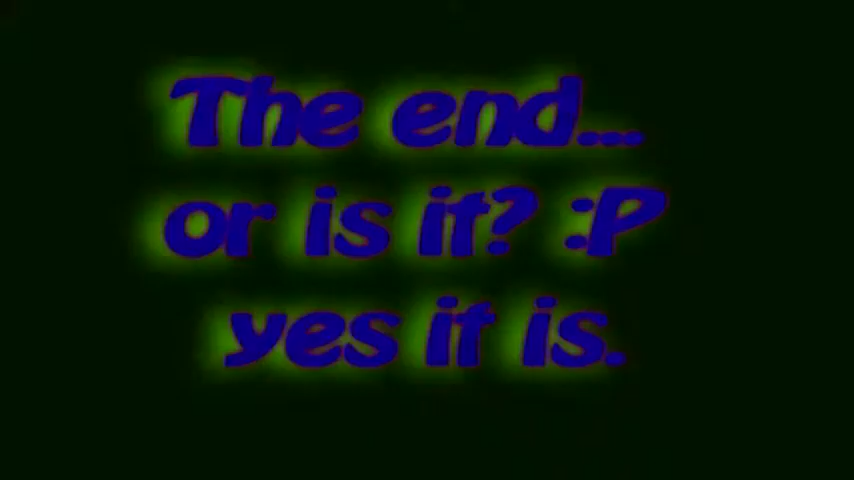 The end...
or is it? :P
yes it is.